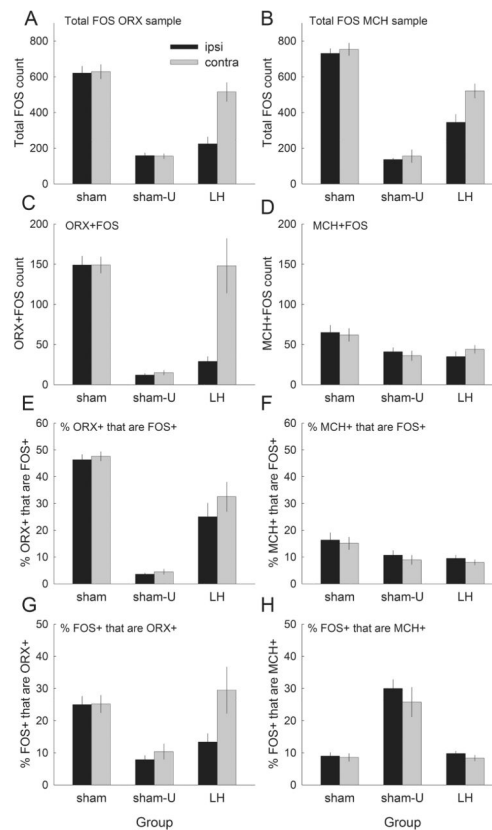 A Total FOS ORX sample
800
600
400
200
0
Total FOS count
ipsi
contra
sham sham-U LH
B Total FOS MCH sample
800
600
400
200
0
Total FOS count
sham sham-U LH
C ORX+FOS
200
150
100
50
0
ORX+FOS count
sham sham-U LH
D MCH+FOS
200
150
100
50
0
MCH+FOS count
sham sham-U LH
E % ORX+ that are FOS+
60
50
40
30
20
10
0
% ORX+ that are FOS+
sham sham-U LH
F % MCH+ that are FOS+
60
50
40
30
20
10
0
% MCH+ that are FOS+
sham sham-U LH
G % FOS+ that are ORX+
50
40
30
20
10
0
% FOS+ that are ORX+
sham sham-U LH
Group
H % FOS+ that are MCH+
50
40
30
20
10
0
% FOS+ that are MCH+
sham sham-U LH
Group